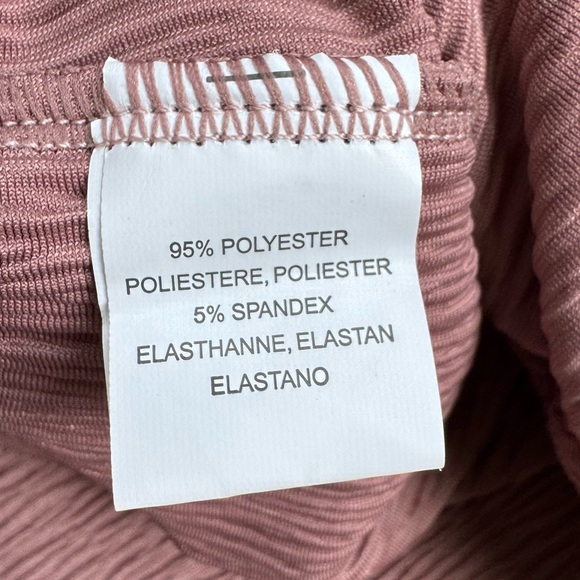 95% POLYESTER
POLIESTERE, POLIESTER
5% SPANDEX
ELASTHANNE, ELASTAN
ELASTANO